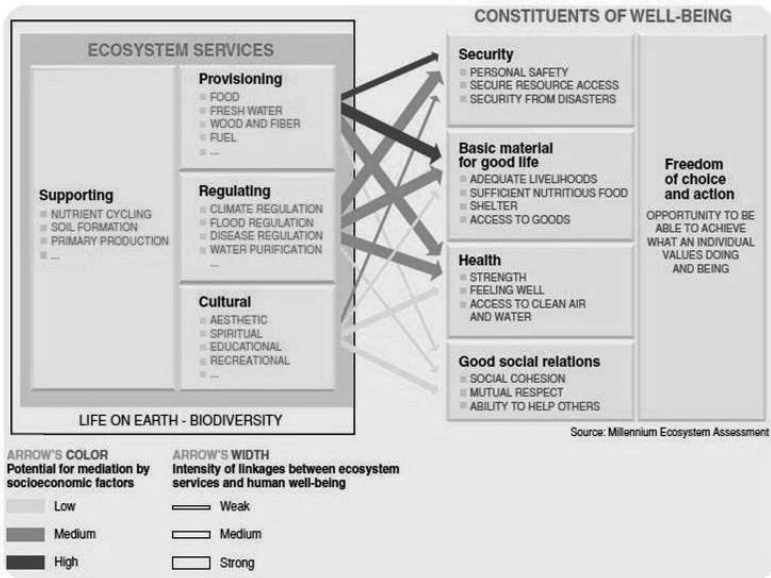 CONSTITUENTS OF WELL-BEING
ECOSYSTEM SERVICES
Supporting
NUTRIENT CYCLING
SOIL FORMATION
PRIMARY PRODUCTION
...
Provisioning
FOOD
FRESH WATER
WOOD AND FIBER
FUEL
...
Regulating
CLIMATE REGULATION
FLOOD REGULATION
DISEASE REGULATION
WATER PURIFICATION
...
Cultural
AESTHETIC
SPIRITUAL
EDUCATIONAL
RECREATIONAL
...
LIFE ON EARTH - BIODIVERSITY
Security
PERSONAL SAFETY
SECURE RESOURCE ACCESS
SECURITY FROM DISASTERS
Basic material
for good life
ADEQUATE LIVELIHOODS
SUFFICIENT NUTRITIOUS FOOD
SHELTER
ACCESS TO GOODS
Health
STRENGTH
FEELING WELL
ACCESS TO CLEAN AIR
AND WATER
Good social relations
SOCIAL COHESION
MUTUAL RESPECT
ABILITY TO HELP OTHERS
Freedom
of choice
and action
OPPORTUNITY TO BE
ABLE TO ACHIEVE
WHAT AN INDIVIDUAL
VALUES DOING
AND BEING
Source: Millennium Ecosystem Assessment
ARROW'S COLOR
Potential for mediation by
socioeconomic factors
Low
Medium
High
ARROW'S WIDTH
Intensity of linkages between ecosystem
services and human well-being
Weak
Medium
Strong